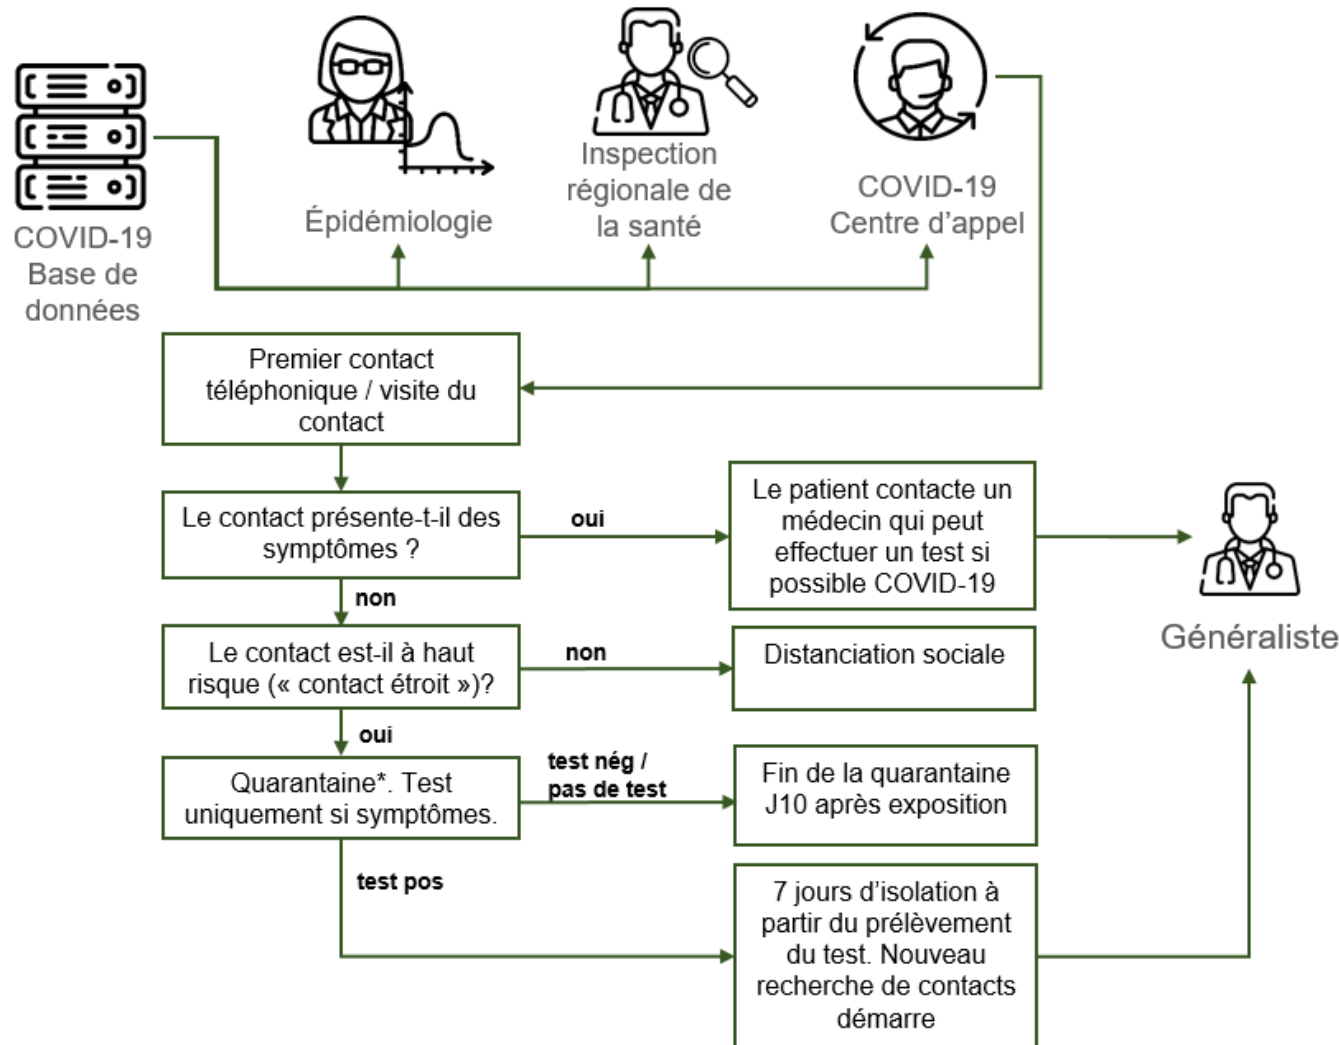 COVID-19
Base de
données
Épidémiologie
Inspection
régionale de
la santé
COVID-19
Centre d'appel
Premier contact
téléphonique / visite du
contact
Le contact présente-t-il des
symptômes ?
oui
Le patient contacte un
médecin qui peut
effectuer un test si
possible COVID-19
Généraliste
non
Le contact est-il à haut
risque (« contact étroit »)?
non
Distanciation sociale
oui
Quarantaine*. Test
uniquement si symptômes.
test nég /
pas de test
Fin de la quarantaine
J10 après exposition
test pos
7 jours d'isolation à
partir du prélèvement
du test. Nouveau
recherche de contacts
démarre